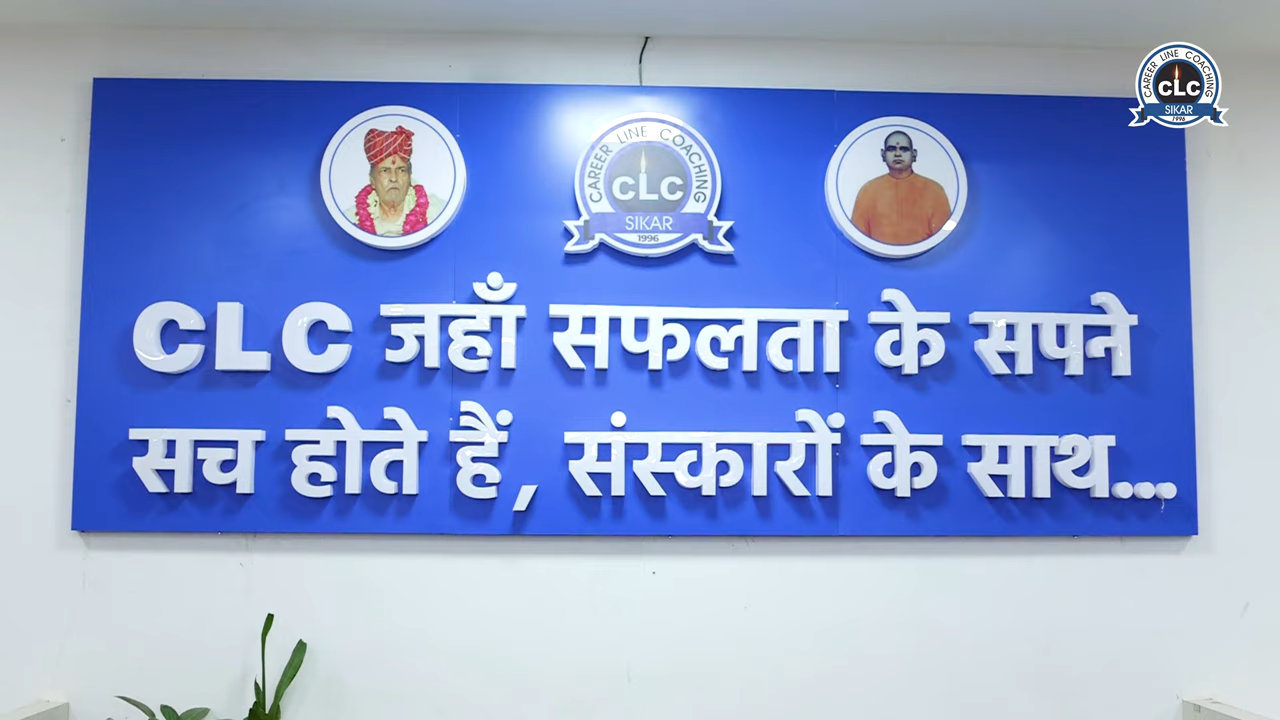 CAREER LINE COACHING
CLC
SIKAR
1996
CAREER LINE COACHING
CLC
SIKAR
1996
CLC जहाँ सफलता के सपने
सच होते हैं, संस्कारों के साथ...